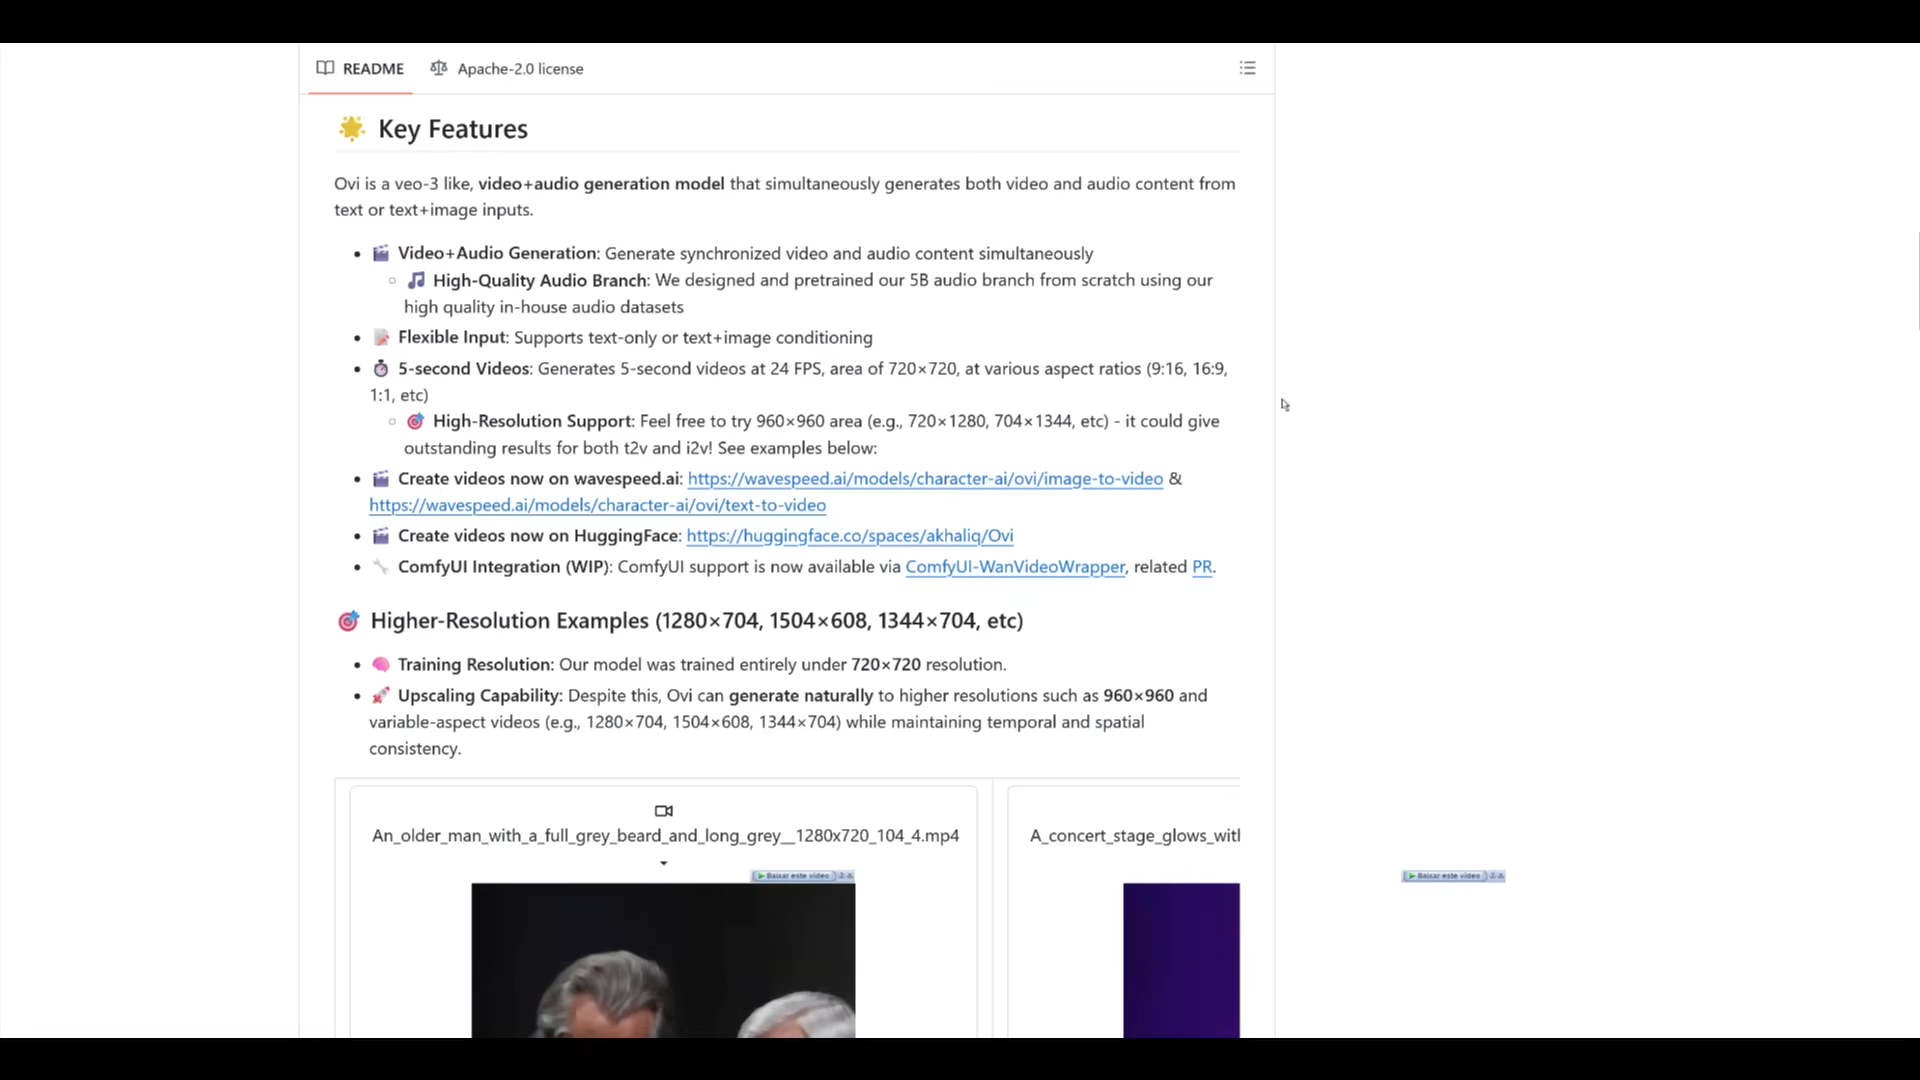 README Apache-2.0 license
Key Features
Ovi is a veo-3 like, video+audio generation model that simultaneously generates both video and audio content from
text or text+image inputs.
Video+Audio Generation: Generate synchronized video and audio content simultaneously
High-Quality Audio Branch: We designed and pretrained our 5B audio branch from scratch using our
high quality in-house audio datasets
Flexible Input: Supports text-only or text+image conditioning
5-second Videos: Generates 5-second videos at 24 FPS, area of 720×720, at various aspect ratios (9:16, 16:9,
1:1, etc)
High-Resolution Support: Feel free to try 960×960 area (e.g., 720×1280, 704×1344, etc) - it could give
outstanding results for both t2v and i2v! See examples below:
Create videos now on wavespeed.ai: https://wavespeed.ai/models/character-ai/ovi/image-to-video &
https://wavespeed.ai/models/character-ai/ovi/text-to-video
Create videos now on HuggingFace: https://huggingface.co/spaces/akhaliq/Ovi
ComfyUI Integration (WIP): ComfyUI support is now available via ComfyUI-WanVideoWrapper, related PR.
Higher-Resolution Examples (1280×704, 1504×608, 1344×704, etc)
Training Resolution: Our model was trained entirely under 720×720 resolution.
Upscaling Capability: Despite this, Ovi can generate naturally to higher resolutions such as 960×960 and
variable-aspect videos (e.g., 1280×704, 1504×608, 1344×704) while maintaining temporal and spatial
consistency.
An_older_man_with_a_full_grey_beard_and_long_grey__1280x720_104_4.mp4 A_concert_stage_glows_with
Baixar este vídeo Baixar este vídeo